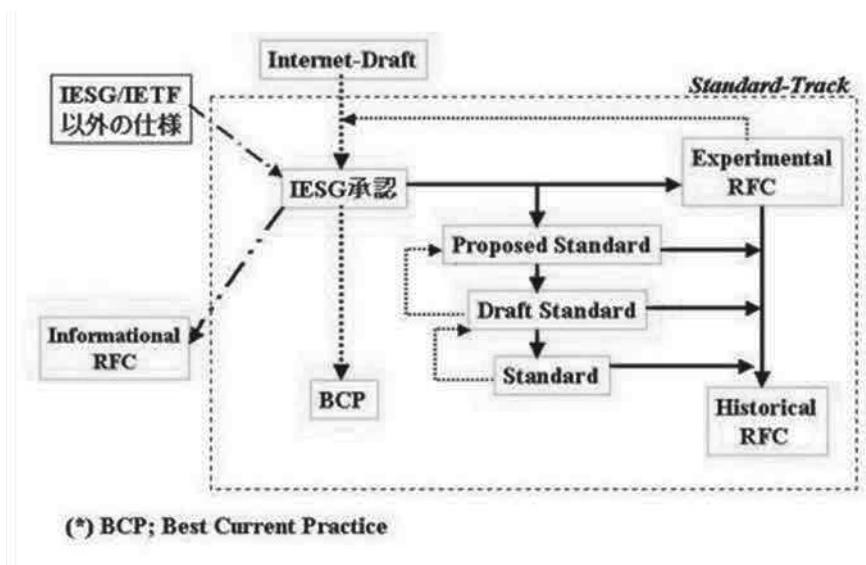 Internet-Draft
IESG/IETF
以外の仕様
Standard-Track
IESG承認
Experimental
RFC
Proposed Standard
Draft Standard
Informational
RFC
Standard
BCP
Historical
RFC
(*) BCP; Best Current Practice